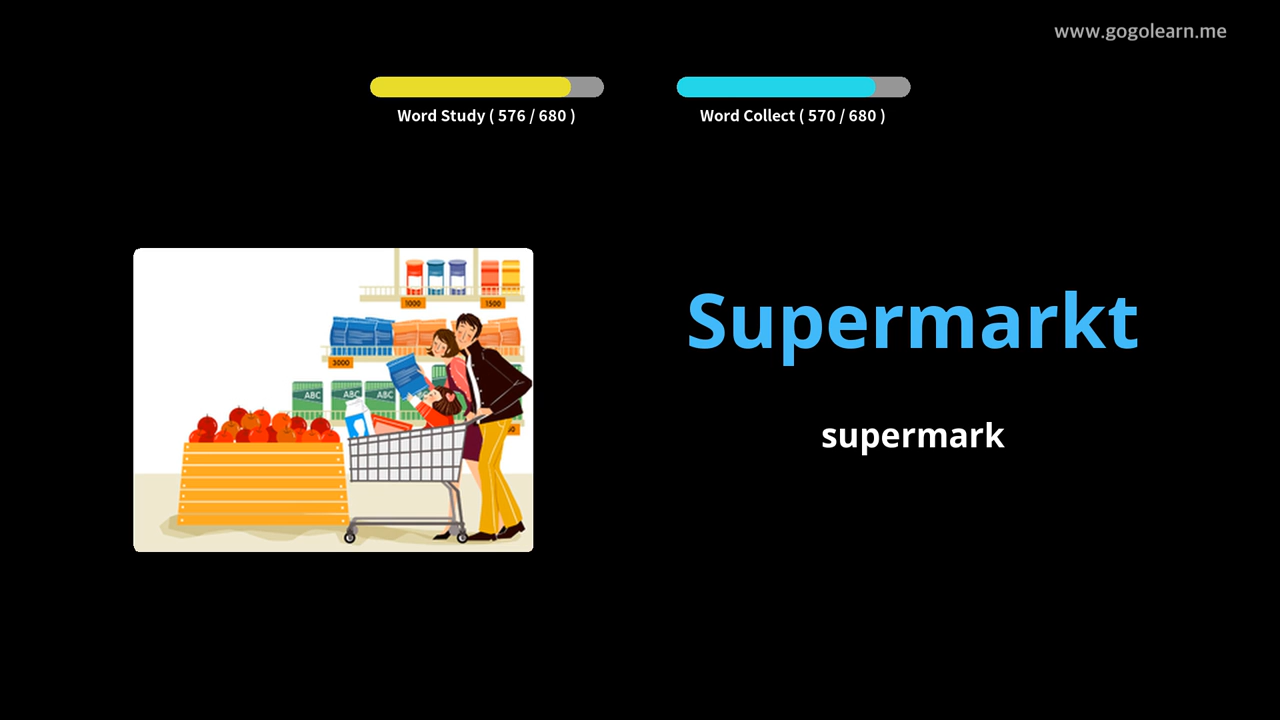 www.gogolearn.me
Word Study ( 576 / 680 )
Word Collect ( 570 / 680 )
Supermarkt
supermark
1000
1500
3000
ABC
ABC
ABC